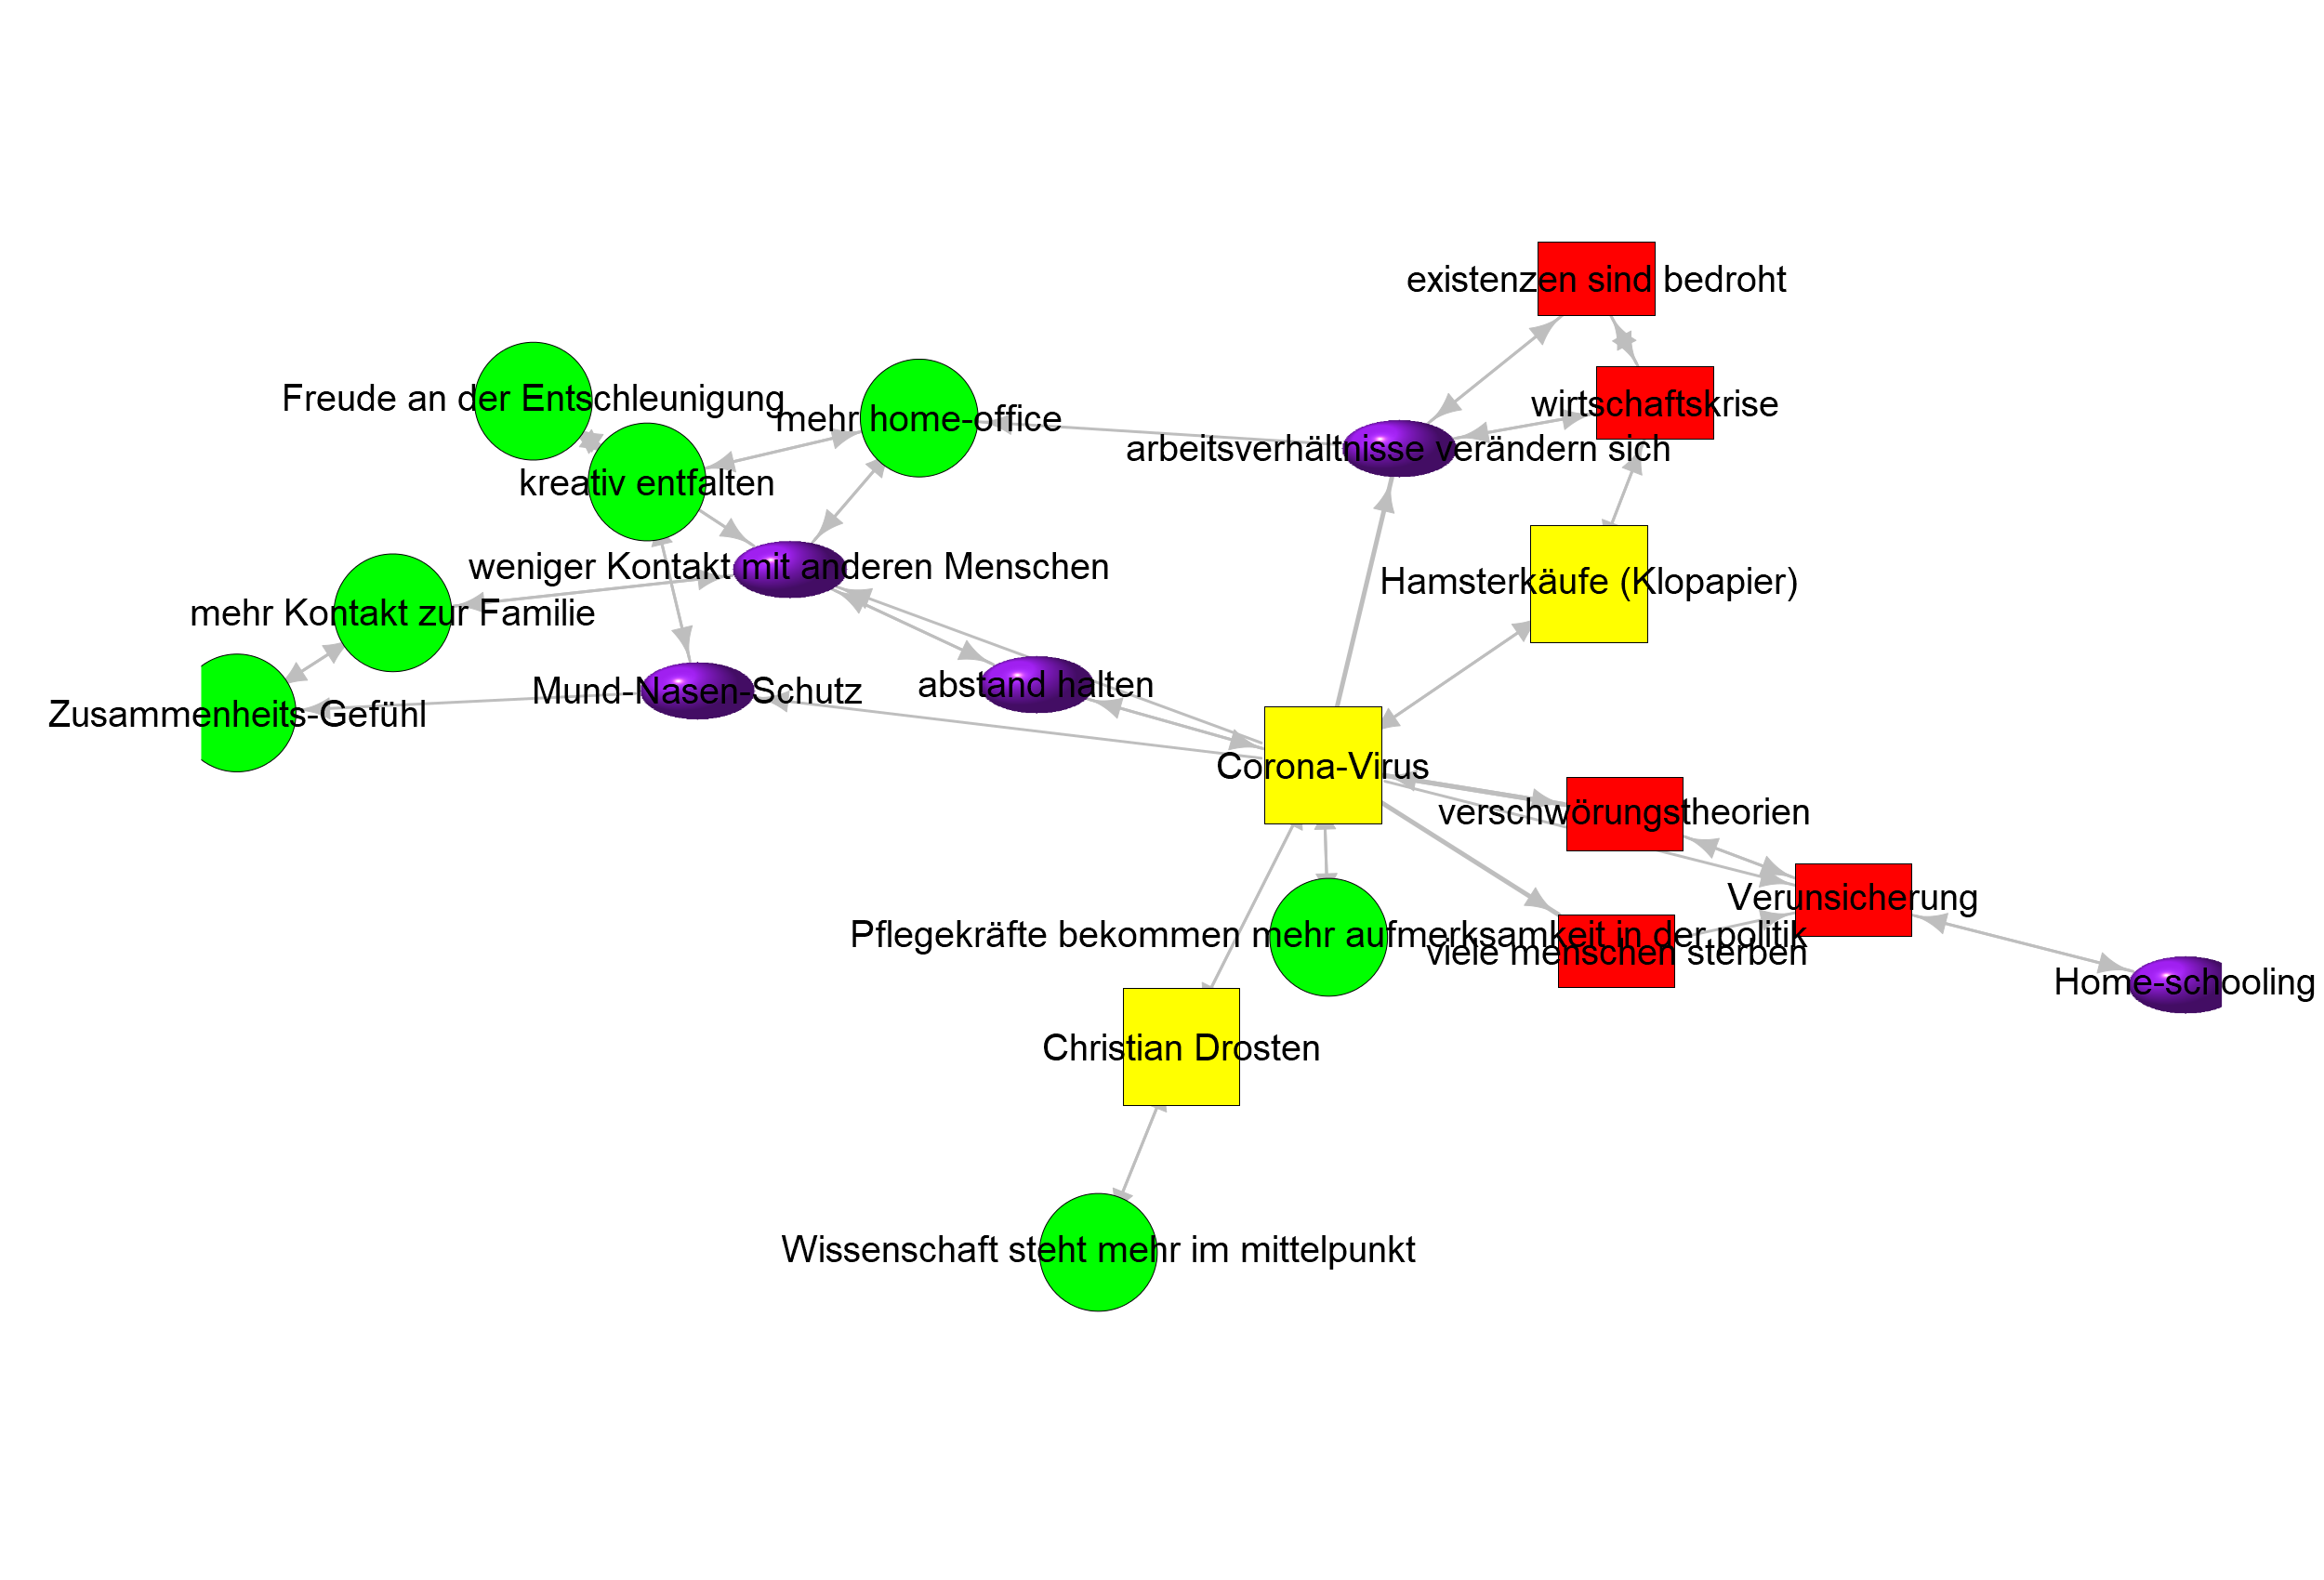 existenzen sind bedroht
Freude an der Entschleunigung
mehr home-office
wirtschaftskrise
arbeitsverhältnisse verändern sich
kreativ entfalten
weniger Kontakt mit anderen Menschen
Hamsterkäufe (Klopapier)
mehr Kontakt zur Familie
Zusammenheits-Gefühl
Mund-Nasen-Schutz
abstand halten
Corona-Virus
verschwörungstheorien
Verunsicherung
Pflegekräfte bekommen mehr aufmerksamkeit in der politik
viele menschen sterben
Home-schooling
Christian Drosten
Wissenschaft steht mehr im mittelpunkt